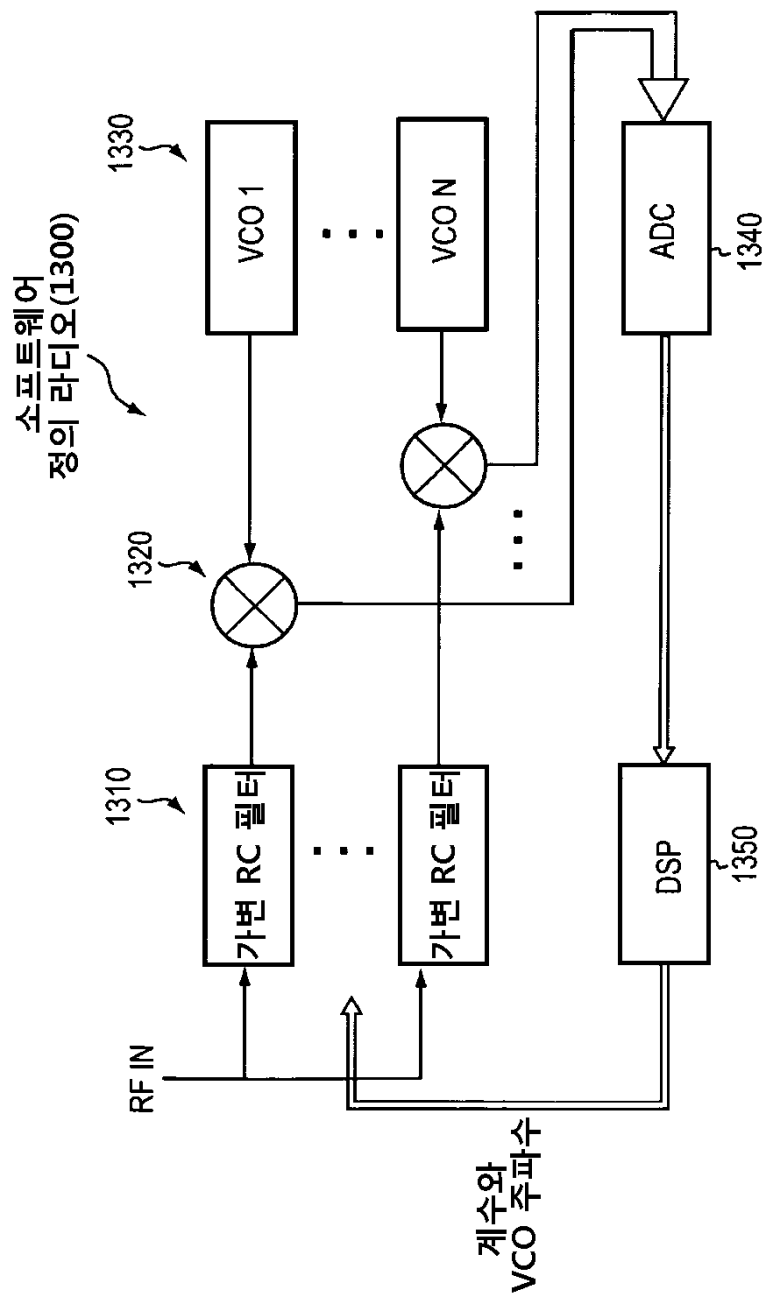 소프트웨어
정의 라디오(1300)
RF IN
1310
가변 RC 필터
가변 RC 필터
1320
1330
VCO 1
VCO N
계수와
VCO 주파수
DSP
1350
ADC
1340